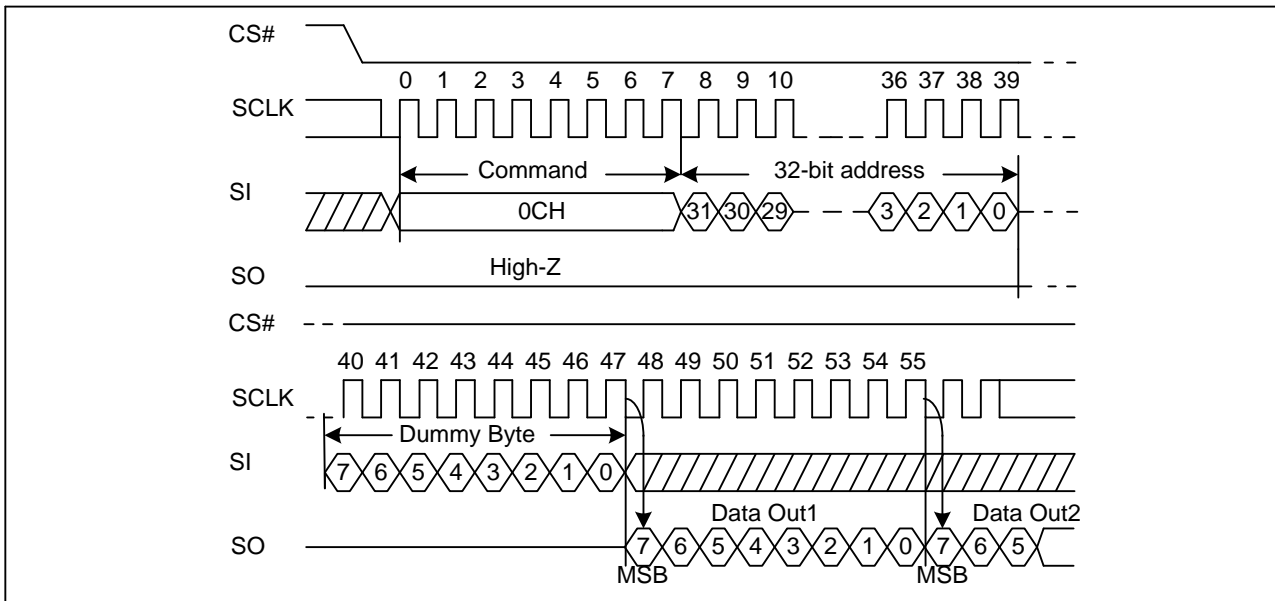 CS#
0 1 2 3 4 5 6 7 8 9 10 36 37 38 39
SCLK
Command 32-bit address
SI
0CH 31 30 29 3 2 1 0
High-Z
SO
CS#
40 41 42 43 44 45 46 47 48 49 50 51 52 53 54 55
SCLK
Dummy Byte
SI
7 6 5 4 3 2 1 0
Data Out1 Data Out2
SO
7 6 5 4 3 2 1 0 7 6 5
MSB MSB